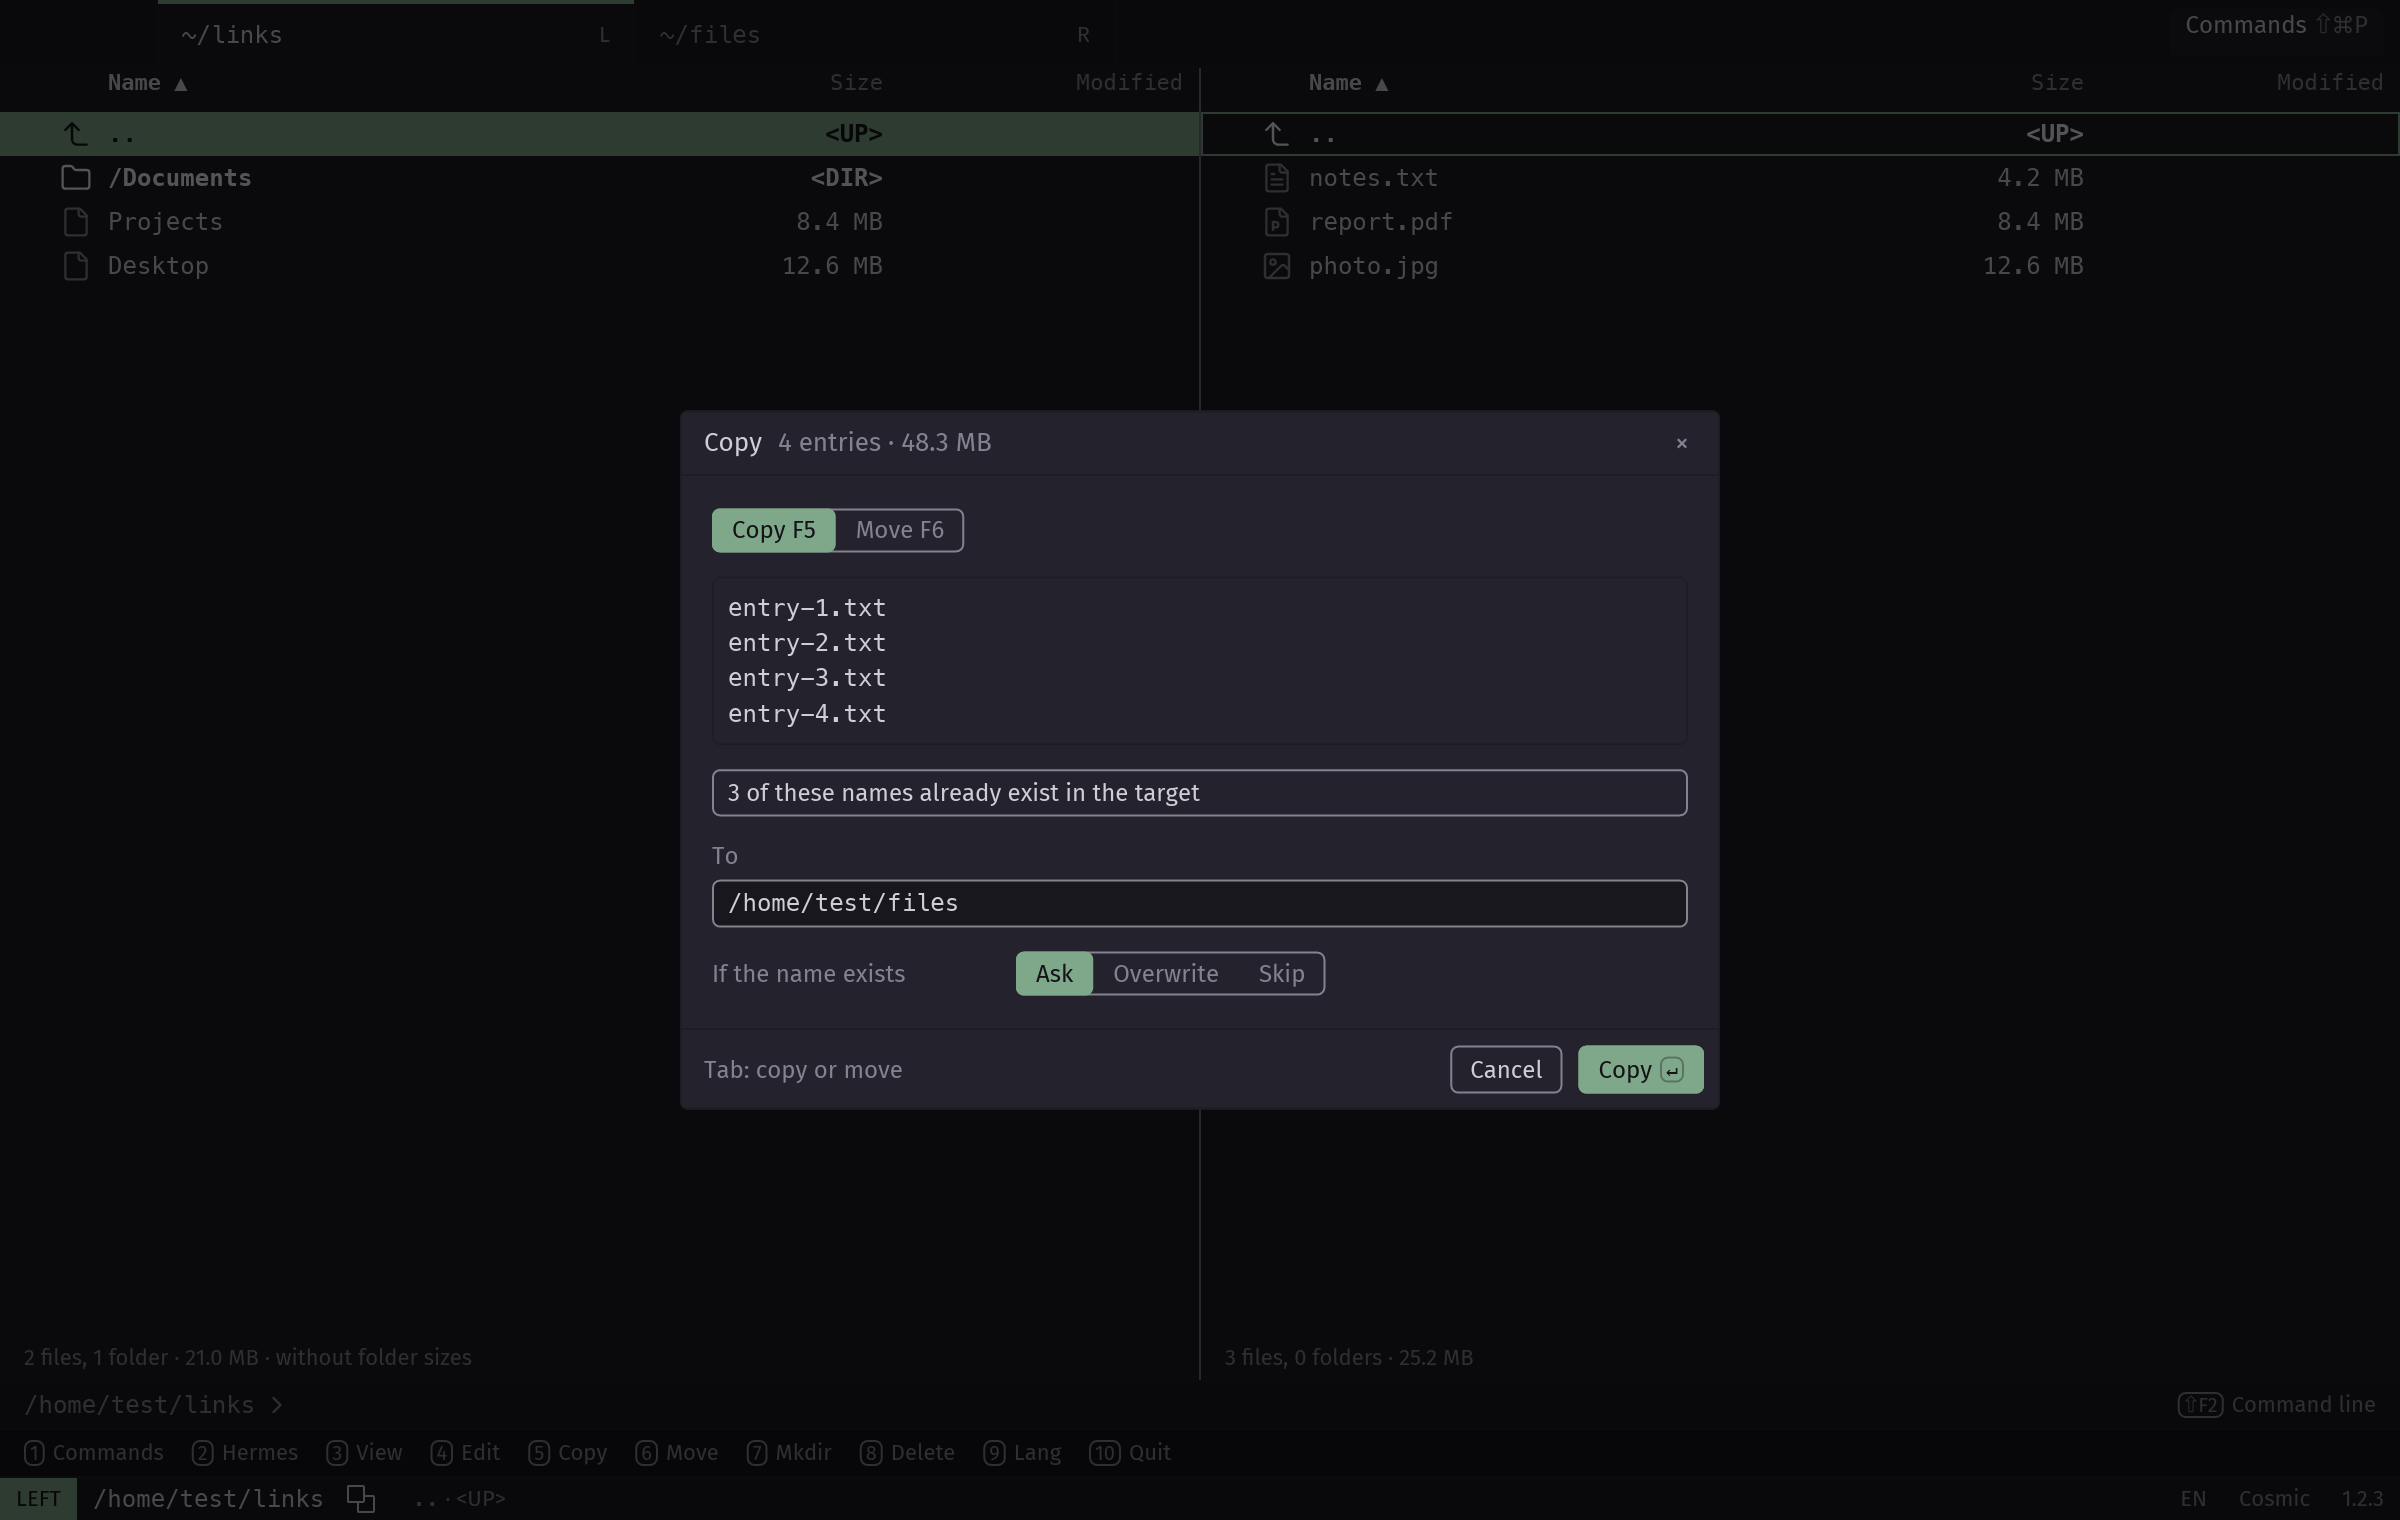 ~/links L ~/files R Commands ⇧⌘P
Name ▲ Size Modified Name ▲ Size Modified
.. <UP> .. <UP>
/Documents <DIR> notes.txt 4.2 MB
Projects 8.4 MB report.pdf 8.4 MB
Desktop 12.6 MB photo.jpg 12.6 MB
Copy 4 entries · 48.3 MB ×
Copy F5 Move F6
entry-1.txt
entry-2.txt
entry-3.txt
entry-4.txt
3 of these names already exist in the target
To
/home/test/files
If the name exists Ask Overwrite Skip
Tab: copy or move Cancel Copy ↵
2 files, 1 folder · 21.0 MB · without folder sizes 3 files, 0 folders · 25.2 MB
/home/test/links > ⇧F2 Command line
1 Commands 2 Hermes 3 View 4 Edit 5 Copy 6 Move 7 Mkdir 8 Delete 9 Lang 10 Quit
LEFT /home/test/links .. · <UP> EN Cosmic 1.2.3